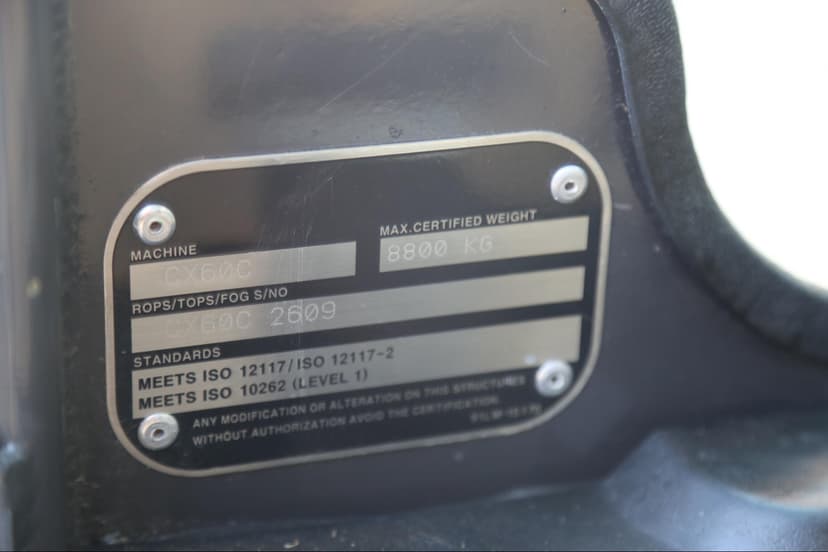 MACHINE
CX60C
MAX.CERTIFIED WEIGHT
8800 KG
ROPS/TOPS/FOG S/NO
CX60C 2609
STANDARDS
MEETS ISO 12117/ISO 12117-2
MEETS ISO 10262 (LEVEL 1)
ANY MODIFICATION OR ALTERATION ON THIS STRUCTURES
WITHOUT AUTHORIZATION AVOID THE CERTIFICATION.